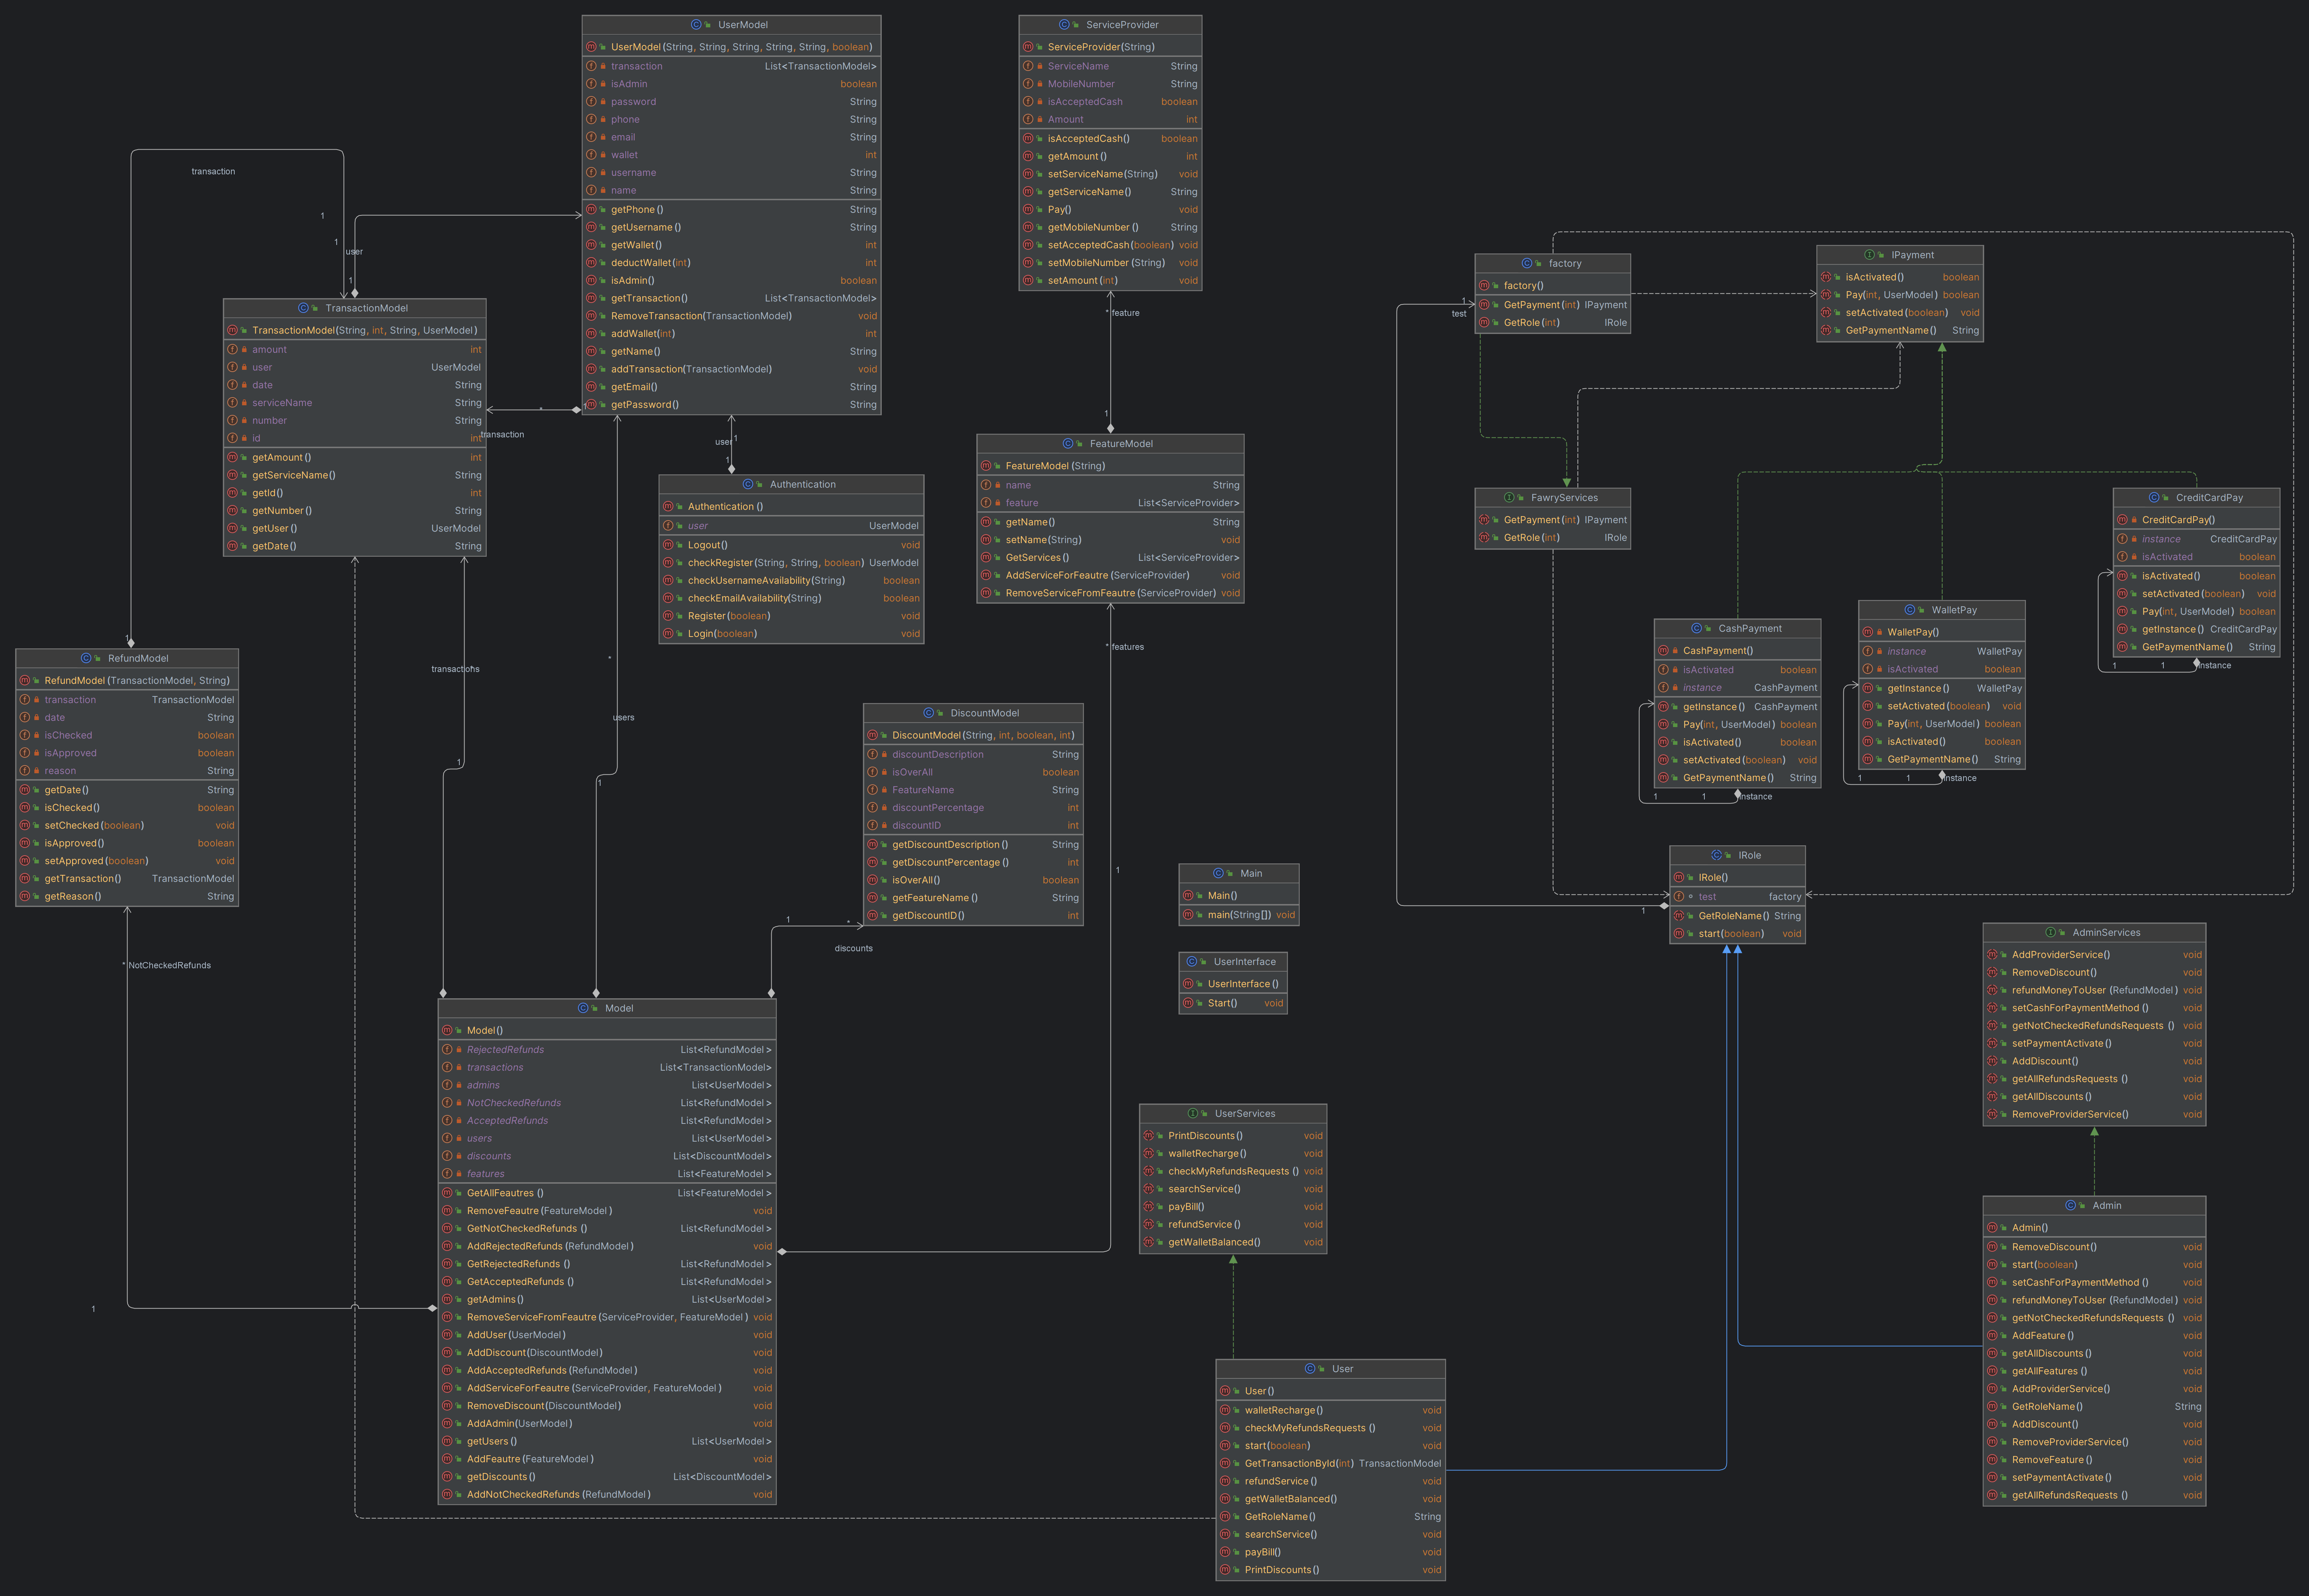 UserModel
UserModel(String, String, String, String, String, boolean)
transaction List<TransactionModel>
isAdmin boolean
password String
phone String
email String
wallet int
username String
name String
getPhone() String
getUsername() String
getWallet() int
deductWallet(int) int
isAdmin() boolean
getTransaction() List<TransactionModel>
RemoveTransaction(TransactionModel) void
addWallet(int) int
getName() String
addTransaction(TransactionModel) void
getEmail() String
getPassword() String
ServiceProvider
ServiceProvider(String)
ServiceName String
MobileNumber String
isAcceptedCash boolean
Amount int
isAcceptedCash() boolean
getAmount() int
setServiceName(String) void
getServiceName() String
Pay() void
getMobileNumber() String
setAcceptedCash(boolean) void
setMobileNumber(String) void
setAmount(int) void
transaction
1
1
user
1
TransactionModel
TransactionModel(String, int, String, UserModel)
amount int
user UserModel
date String
serviceName String
number String
id int
getAmount() int
getServiceName() String
getId() int
getNumber() String
getUser() UserModel
getDate() String
*
1
transaction
user 1
1
Authentication
Authentication()
user UserModel
Logout() void
checkRegister(String, String, boolean) UserModel
checkUsernameAvailability(String) boolean
checkEmailAvailability(String) boolean
Register(boolean) void
Login(boolean) void
* feature
1
FeatureModel
FeatureModel(String)
name String
feature List<ServiceProvider>
getName() String
setName(String) void
GetServices() List<ServiceProvider>
AddServiceForFeautre(ServiceProvider) void
RemoveServiceFromFeautre(ServiceProvider) void
* features
1
factory
factory()
GetPayment(int) IPayment
GetRole(int) IRole
1
test
IPayment
isActivated() boolean
Pay(int, UserModel) boolean
setActivated(boolean) void
GetPaymentName() String
FawryServices
GetPayment(int) IPayment
GetRole(int) IRole
CreditCardPay
CreditCardPay()
instance CreditCardPay
isActivated boolean
isActivated() boolean
setActivated(boolean) void
Pay(int, UserModel) boolean
getInstance() CreditCardPay
GetPaymentName() String
1 1 instance
WalletPay
WalletPay()
instance WalletPay
isActivated boolean
getInstance() WalletPay
setActivated(boolean) void
Pay(int, UserModel) boolean
isActivated() boolean
GetPaymentName() String
1 1 instance
CashPayment
CashPayment()
isActivated boolean
instance CashPayment
getInstance() CashPayment
Pay(int, UserModel) boolean
isActivated() boolean
setActivated(boolean) void
GetPaymentName() String
1 1 instance
1
RefundModel
RefundModel(TransactionModel, String)
transaction TransactionModel
date String
isChecked boolean
isApproved boolean
reason String
getDate() String
isChecked() boolean
setChecked(boolean) void
isApproved() boolean
setApproved(boolean) void
getTransaction() TransactionModel
getReason() String
* NotCheckedRefunds
1
transactions
*
1
*
users
1
DiscountModel
DiscountModel(String, int, boolean, int)
discountDescription String
isOverAll boolean
FeatureName String
discountPercentage int
discountID int
getDiscountDescription() String
getDiscountPercentage() int
isOverAll() boolean
getFeatureName() String
getDiscountID() int
1 *
discounts
Main
Main()
main(String[]) void
UserInterface
UserInterface()
Start() void
IRole
IRole()
test factory
GetRoleName() String
start(boolean) void
1
Model
Model()
RejectedRefunds List<RefundModel>
transactions List<TransactionModel>
admins List<UserModel>
NotCheckedRefunds List<RefundModel>
AcceptedRefunds List<RefundModel>
users List<UserModel>
discounts List<DiscountModel>
features List<FeatureModel>
GetAllFeautres() List<FeatureModel>
RemoveFeautre(FeatureModel) void
GetNotCheckedRefunds() List<RefundModel>
AddRejectedRefunds(RefundModel) void
GetRejectedRefunds() List<RefundModel>
GetAcceptedRefunds() List<RefundModel>
getAdmins() List<UserModel>
RemoveServiceFromFeautre(ServiceProvider, FeatureModel) void
AddUser(UserModel) void
AddDiscount(DiscountModel) void
AddAcceptedRefunds(RefundModel) void
AddServiceForFeautre(ServiceProvider, FeatureModel) void
RemoveDiscount(DiscountModel) void
AddAdmin(UserModel) void
getUsers() List<UserModel>
AddFeautre(FeatureModel) void
getDiscounts() List<DiscountModel>
AddNotCheckedRefunds(RefundModel) void
UserServices
PrintDiscounts() void
walletRecharge() void
checkMyRefundsRequests() void
searchService() void
payBill() void
refundService() void
getWalletBalanced() void
User
User()
walletRecharge() void
checkMyRefundsRequests() void
start(boolean) void
GetTransactionById(int) TransactionModel
refundService() void
getWalletBalanced() void
GetRoleName() String
searchService() void
payBill() void
PrintDiscounts() void
AdminServices
AddProviderService() void
RemoveDiscount() void
refundMoneyToUser(RefundModel) void
setCashForPaymentMethod() void
getNotCheckedRefundsRequests() void
setPaymentActivate() void
AddDiscount() void
getAllRefundsRequests() void
getAllDiscounts() void
RemoveProviderService() void
Admin
Admin()
RemoveDiscount() void
start(boolean) void
setCashForPaymentMethod() void
refundMoneyToUser(RefundModel) void
getNotCheckedRefundsRequests() void
AddFeature() void
getAllDiscounts() void
getAllFeatures() void
AddProviderService() void
GetRoleName() String
AddDiscount() void
RemoveProviderService() void
RemoveFeature() void
setPaymentActivate() void
getAllRefundsRequests() void